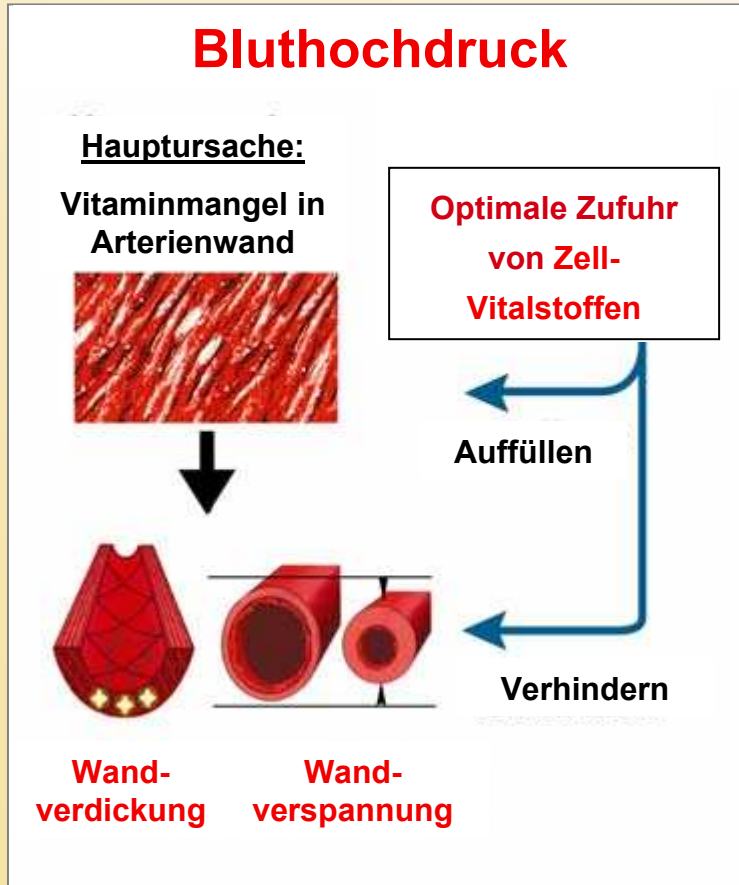 Bluthochdruck
Hauptursache:
Vitaminmangel in
Arterienwand
Optimale Zufuhr
von Zell-
Vitalstoffen
Auffüllen
Verhindern
Wand-
verdickung
Wand-
verspannung